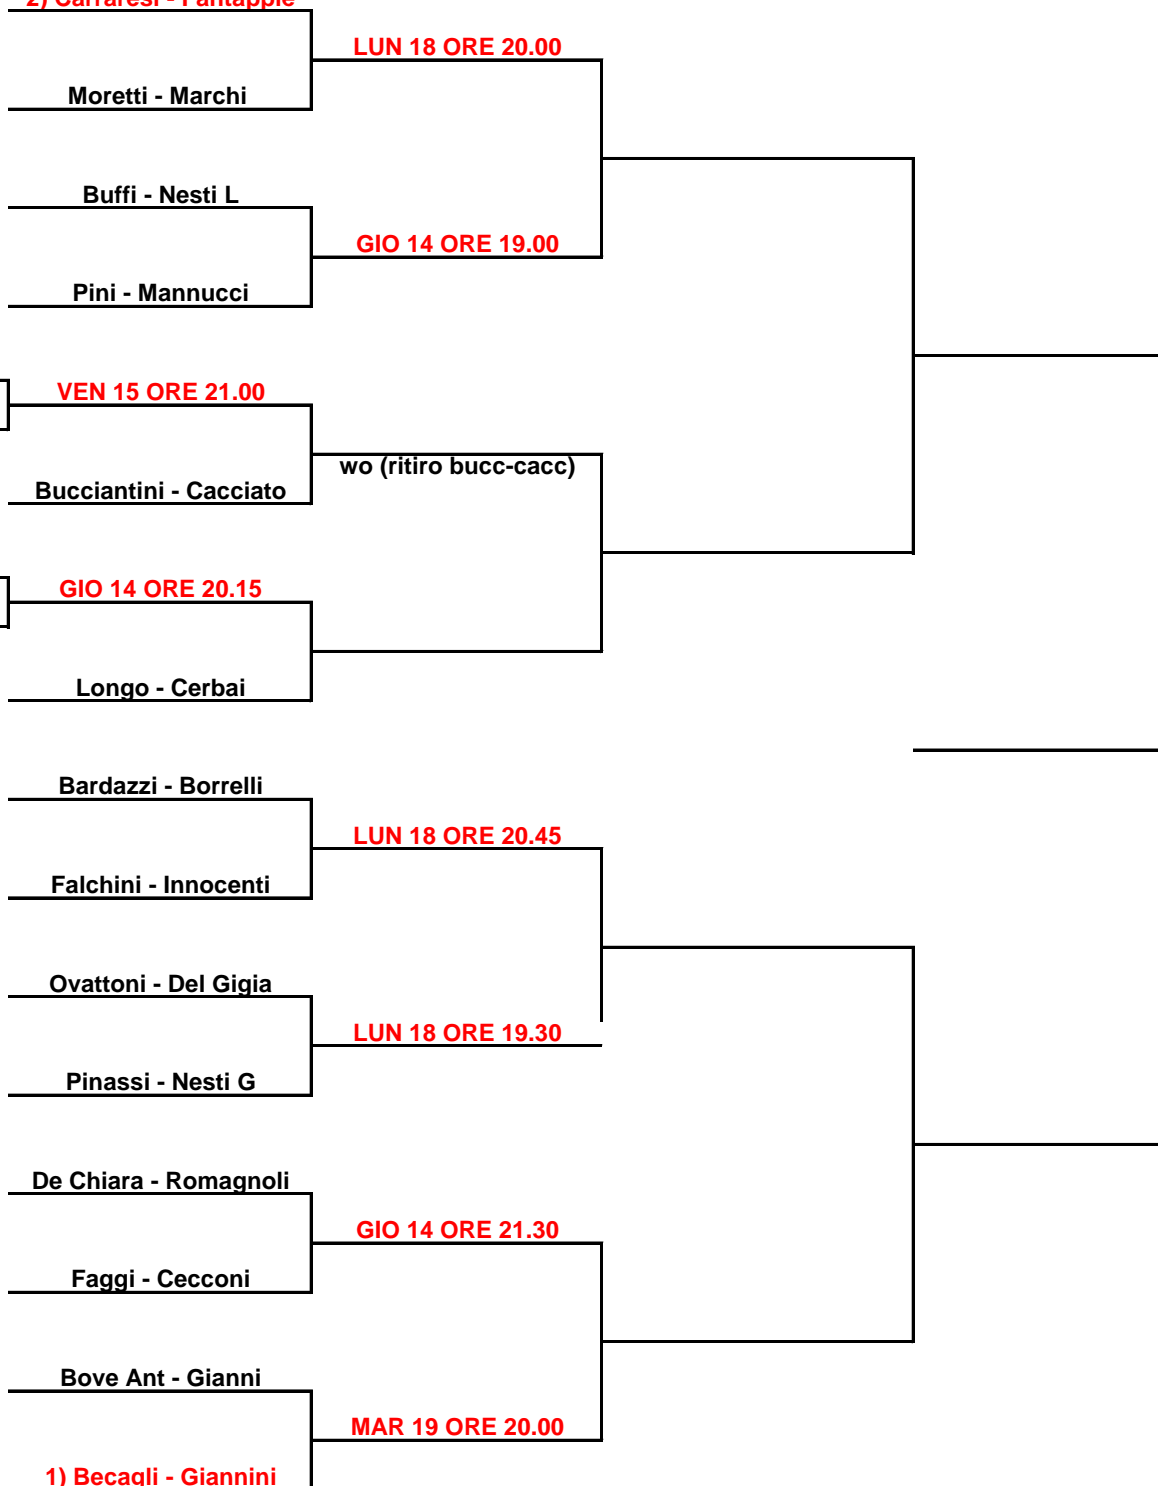 2) Carraresi - Fantappie
LUN 18 ORE 20.00
Moretti - Marchi
Buffi - Nesti L
GIO 14 ORE 19.00
Pini - Mannucci
VEN 15 ORE 21.00
wo (ritiro bucc-cacc)
Bucciantini - Cacciato
GIO 14 ORE 20.15
Longo - Cerbai
Bardazzi - Borrelli
LUN 18 ORE 20.45
Falchini - Innocenti
Ovattoni - Del Gigia
LUN 18 ORE 19.30
Pinassi - Nesti G
De Chiara - Romagnoli
GIO 14 ORE 21.30
Faggi - Cecconi
Bove Ant - Gianni
MAR 19 ORE 20.00
1) Becagli - Giannini